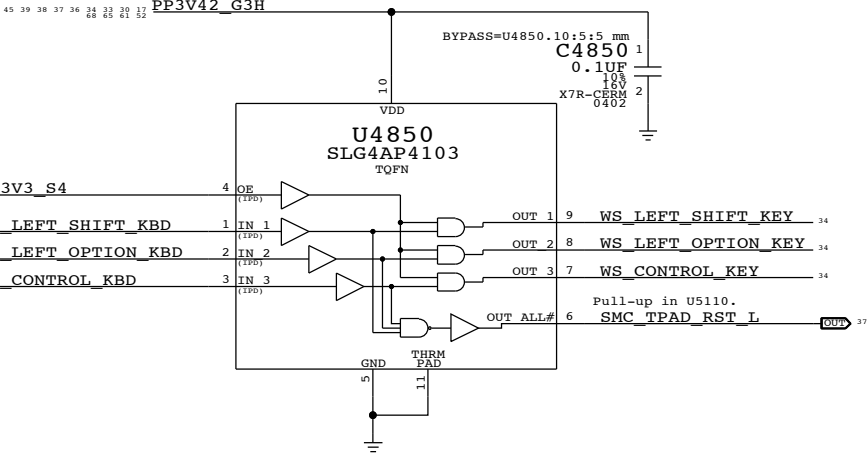 45 39 38 37 36 34 33 30 17 PP3V42_G3H
68 65 61 52
BYPASS=U4850.10:5:5 mm
C4850 1
0.1UF
10%
16V
X7R-CERM 2
0402
10
VDD
U4850
SLG4AP4103
TQFN
3V3_S4 4 OE
(IPD)
_LEFT_SHIFT_KBD 1 IN 1 OUT 1 9 WS_LEFT_SHIFT_KEY 34
(IPD)
_LEFT_OPTION_KBD 2 IN 2 OUT 2 8 WS_LEFT_OPTION_KEY 34
(IPD)
_CONTROL_KBD 3 IN 3 OUT 3 7 WS_CONTROL_KEY 34
(IPD)
Pull-up in U5110.
OUT ALL# 6 SMC_TPAD_RST_L OUT 37
THRM
GND PAD
5 11